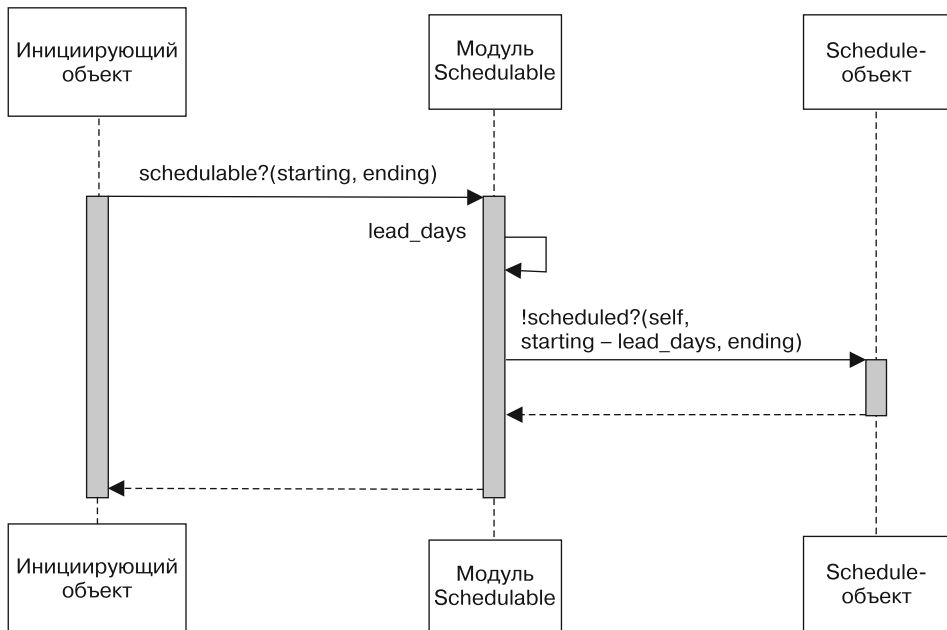 Инициирующий
объект
Модуль
Schedulable
Schedule-
объект
schedulable?(starting, ending)
lead_days
!scheduled?(self,
starting – lead_days, ending)
Инициирующий
объект
Модуль
Schedulable
Schedule-
объект